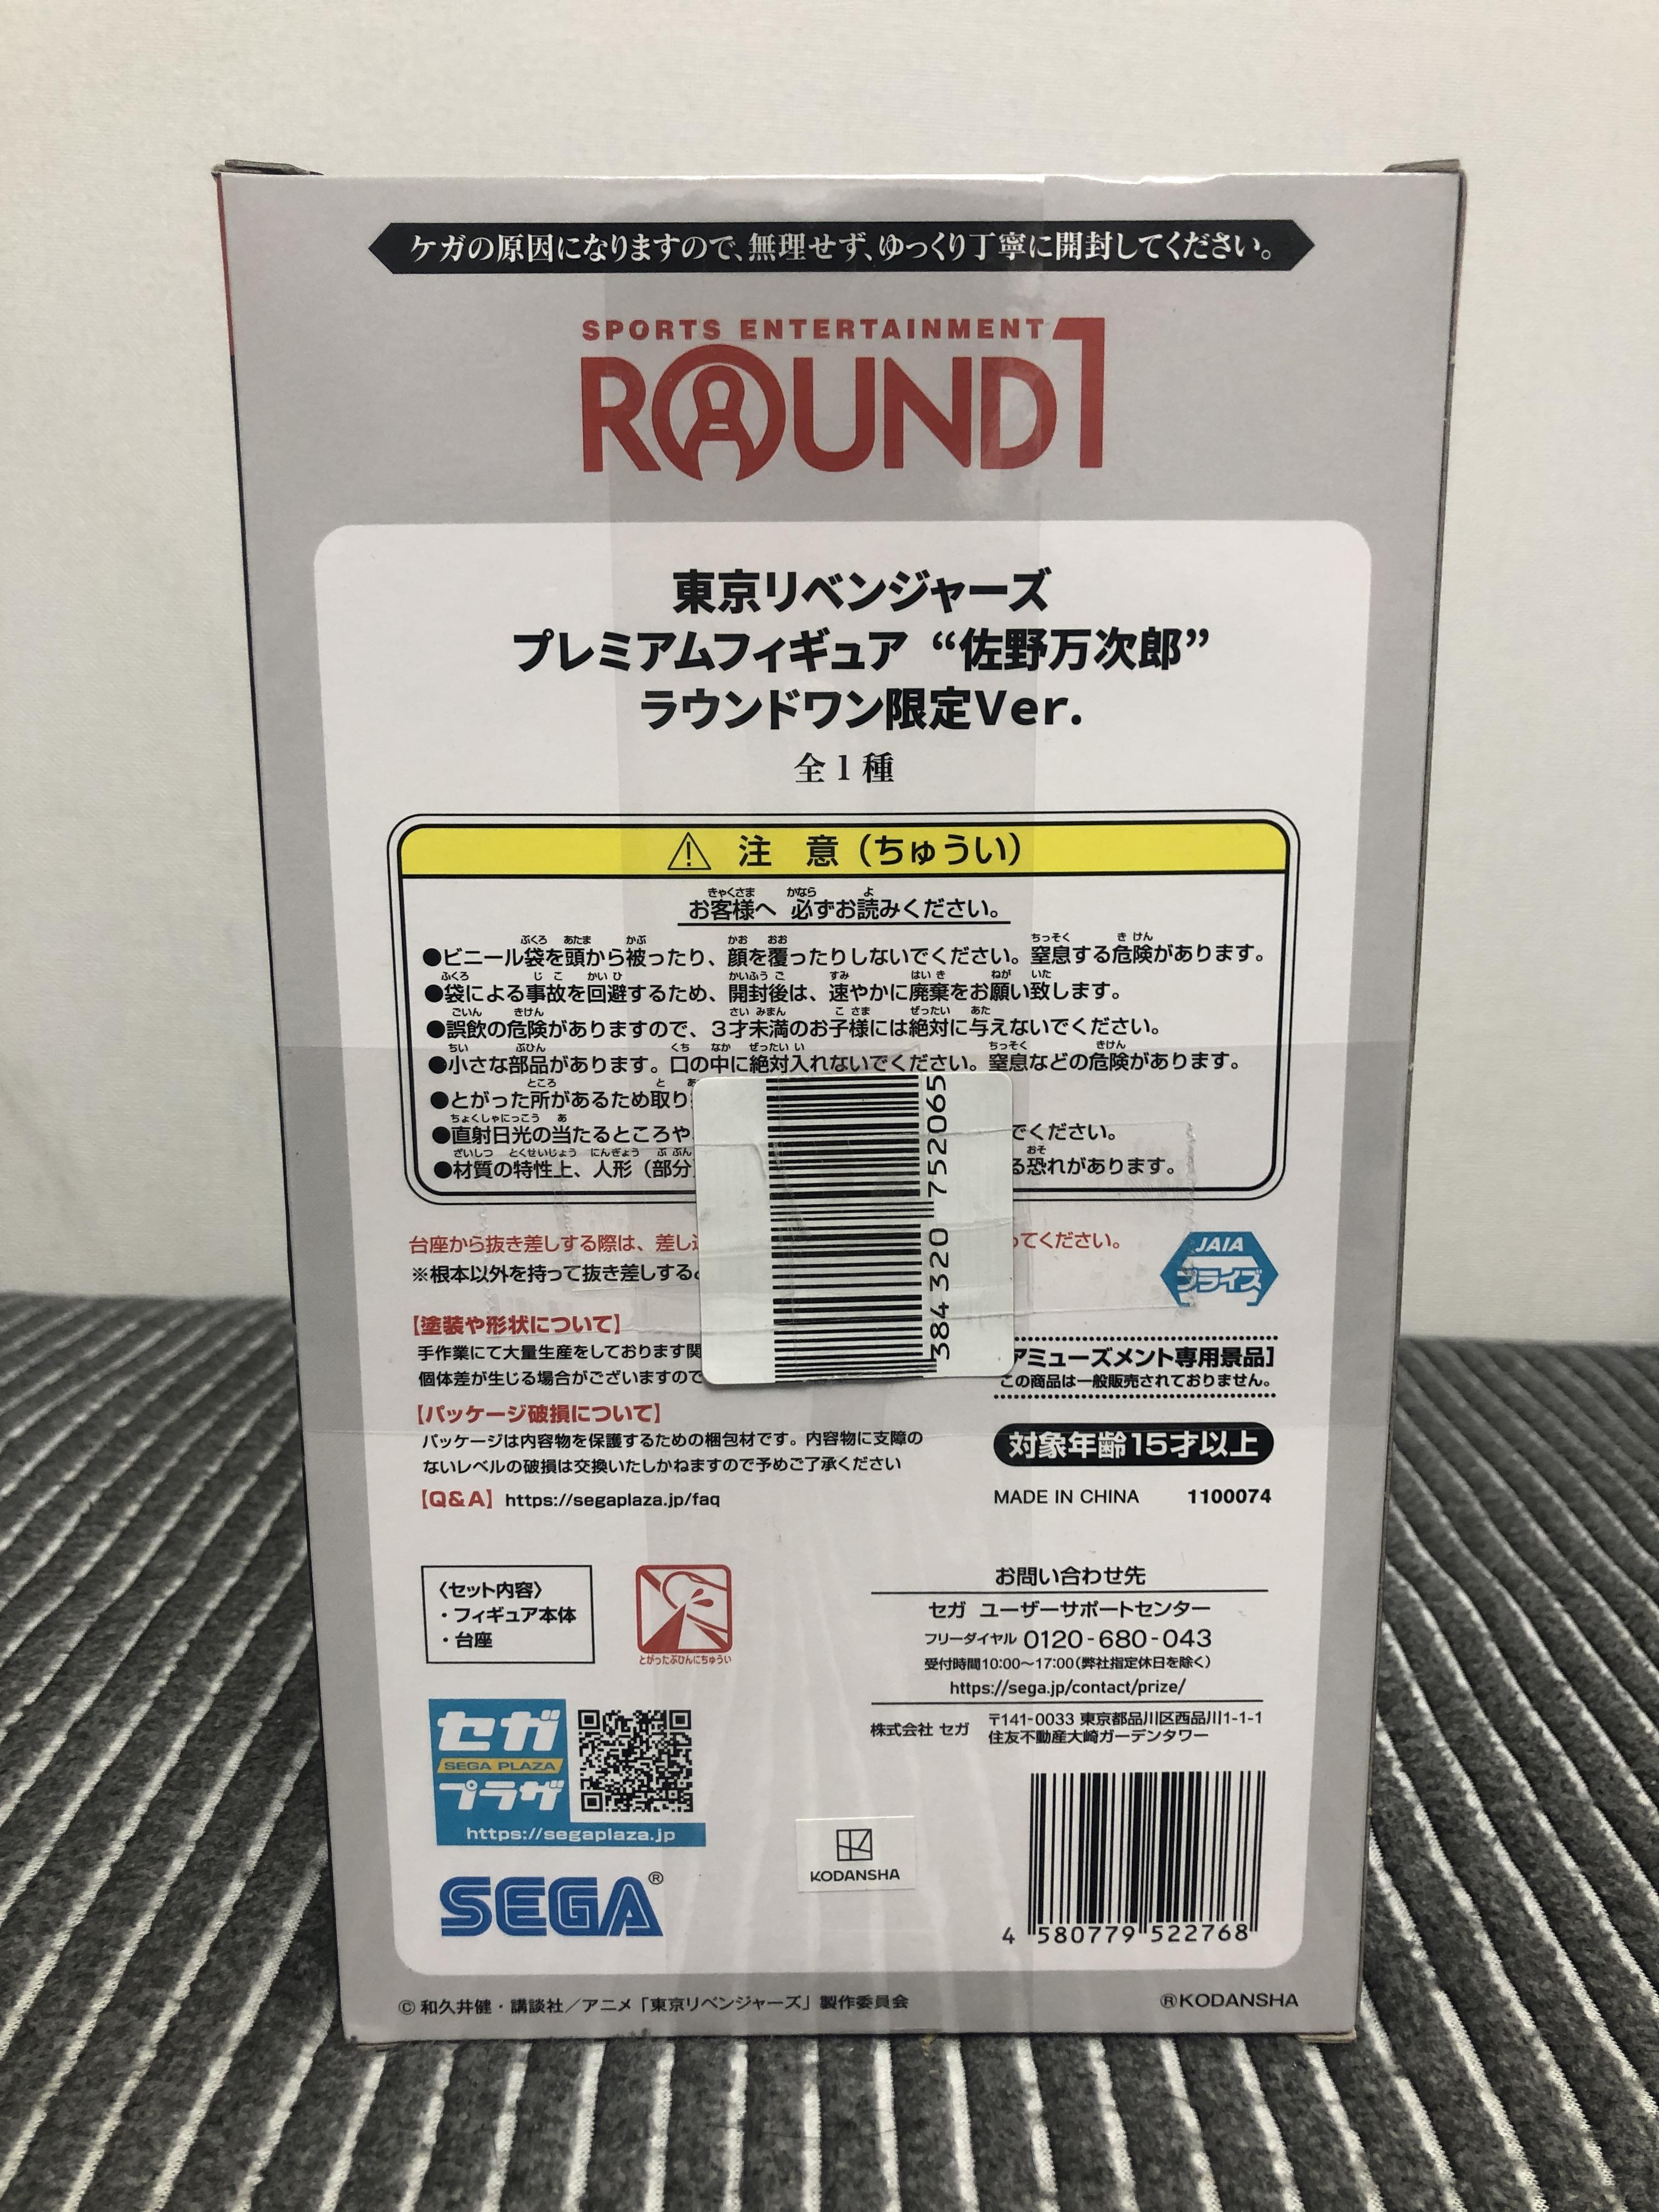 ケガの原因になりますので、無理せず、ゆっくり丁寧に開封してください。
SPORTS ENTERTAINMENT
ROUND1
東京リベンジャーズ
プレミアムフィギュア “佐野万次郎”
ラウンドワン限定Ver.
全1種
⚠ 注 意（ちゅうい）
お客様へ 必ずお読みください。
●ビニール袋を頭から被ったり、顔を覆ったりしないでください。窒息する危険があります。
●袋による事故を回避するため、開封後は、速やかに廃棄をお願い致します。
●誤飲の危険がありますので、3才未満のお子様には絶対に与えないでください。
●小さな部品があります。口の中に絶対入れないでください。窒息などの危険があります。
●とがった所があるため取り
●直射日光の当たるところや でください。
●材質の特性上、人形（部分 る恐れがあります。
384320 752065
台座から抜き差しする際は、差し てください。
※根本以外を持って抜き差しする
JAIA
プライズ
【塗装や形状について】
手作業にて大量生産をしております関
個体差が生じる場合がございますので
アミューズメント専用景品]
この商品は一般販売されておりません。
【パッケージ破損について】
パッケージは内容物を保護するための梱包材です。内容物に支障の
ないレベルの破損は交換いたしかねますので予めご了承ください
【Q&A】 https://segaplaza.jp/faq
対象年齢15才以上
MADE IN CHINA 1100074
〈セット内容〉
・フィギュア本体
・台座
とがったぶひんにちゅうい
お問い合わせ先
セガ ユーザーサポートセンター
フリーダイヤル 0120-680-043
受付時間10:00〜17:00(弊社指定休日を除く)
https://sega.jp/contact/prize/
株式会社 セガ 〒141-0033 東京都品川区西品川1-1-1
住友不動産大崎ガーデンタワー
セガ
SEGA PLAZA
プラザ
https://segaplaza.jp
SEGA®
KODANSHA
4 580779 522768
© 和久井健・講談社／アニメ「東京リベンジャーズ」製作委員会
®KODANSHA